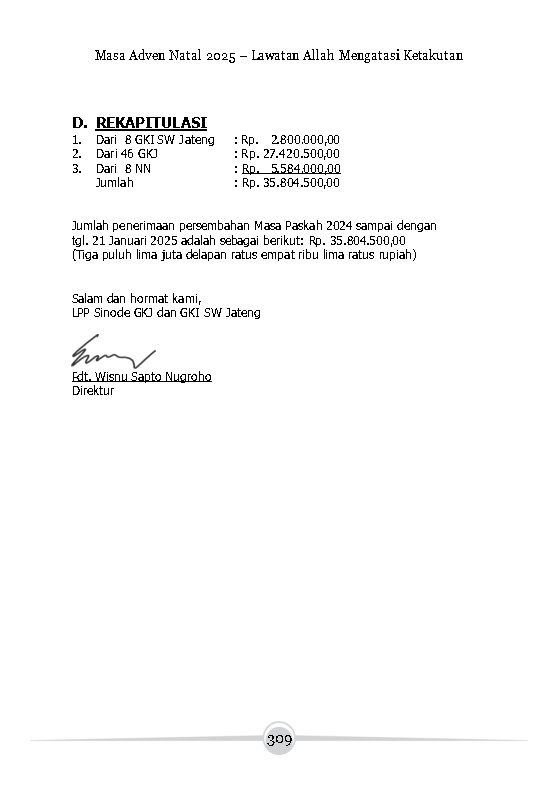 Masa Adven Natal 2025 – Lawatan Allah Mengatasi Ketakutan
D. REKAPITULASI
1. Dari 8 GKI SW Jateng : Rp. 2.800.000,00
2. Dari 46 GKJ : Rp. 27.420.500,00
3. Dari 8 NN : Rp. 5.584.000,00
Jumlah : Rp. 35.804.500,00
Jumlah penerimaan persembahan Masa Paskah 2024 sampai dengan
tgl. 21 Januari 2025 adalah sebagai berikut: Rp. 35.804.500,00
(Tiga puluh lima juta delapan ratus empat ribu lima ratus rupiah)
Salam dan hormat kami,
LPP Sinode GKJ dan GKI SW Jateng
Pdt. Wisnu Sapto Nugroho
Direktur
309